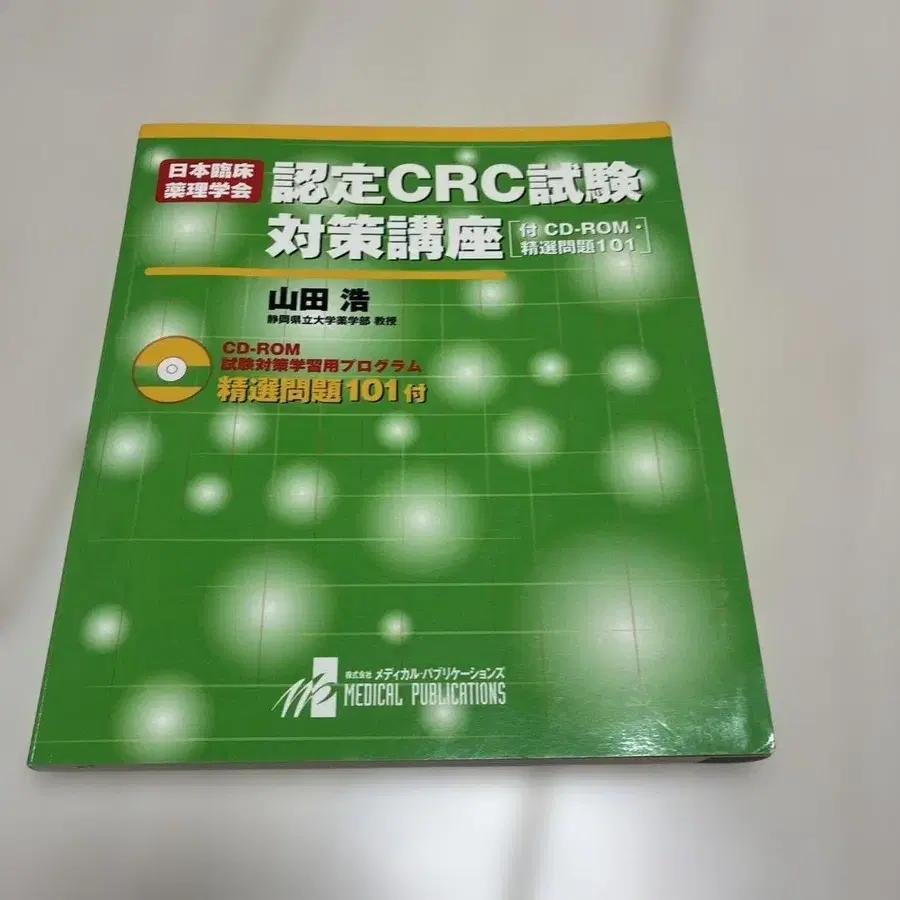 日本臨床
薬理学会
認定CRC試験
対策講座
付 CD-ROM・
精選問題101
山田 浩
静岡県立大学薬学部 教授
CD-ROM
試験対策学習用プログラム
精選問題101付
株式会社 メディカル・パブリケーションズ
MEDICAL PUBLICATIONS